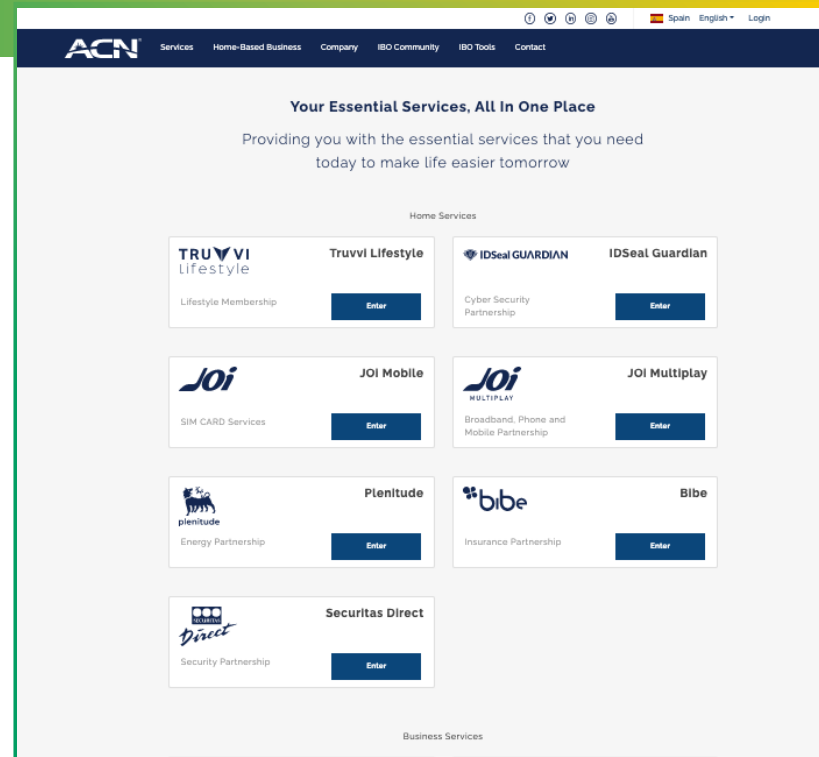 Spain English Login
ACN Services Home-Based Business Company IBO Community IBO Tools Contact
Your Essential Services, All In One Place
Providing you with the essential services that you need
today to make life easier tomorrow
Home Services
TRUVVI
Lifestyle
Truvvi Lifestyle
Lifestyle Membership
Enter
IDSeal GUARDIAN
IDSeal Guardian
Cyber Security
Partnership
Enter
JOi
JOi Mobile
SIM CARD Services
Enter
JOi
MULTIPLAY
JOi Multiplay
Broadband, Phone and
Mobile Partnership
Enter
plenitude
Plenitude
Energy Partnership
Enter
bibe
Bibe
Insurance Partnership
Enter
SECURITAS
Direct
Securitas Direct
Security Partnership
Enter
Business Services